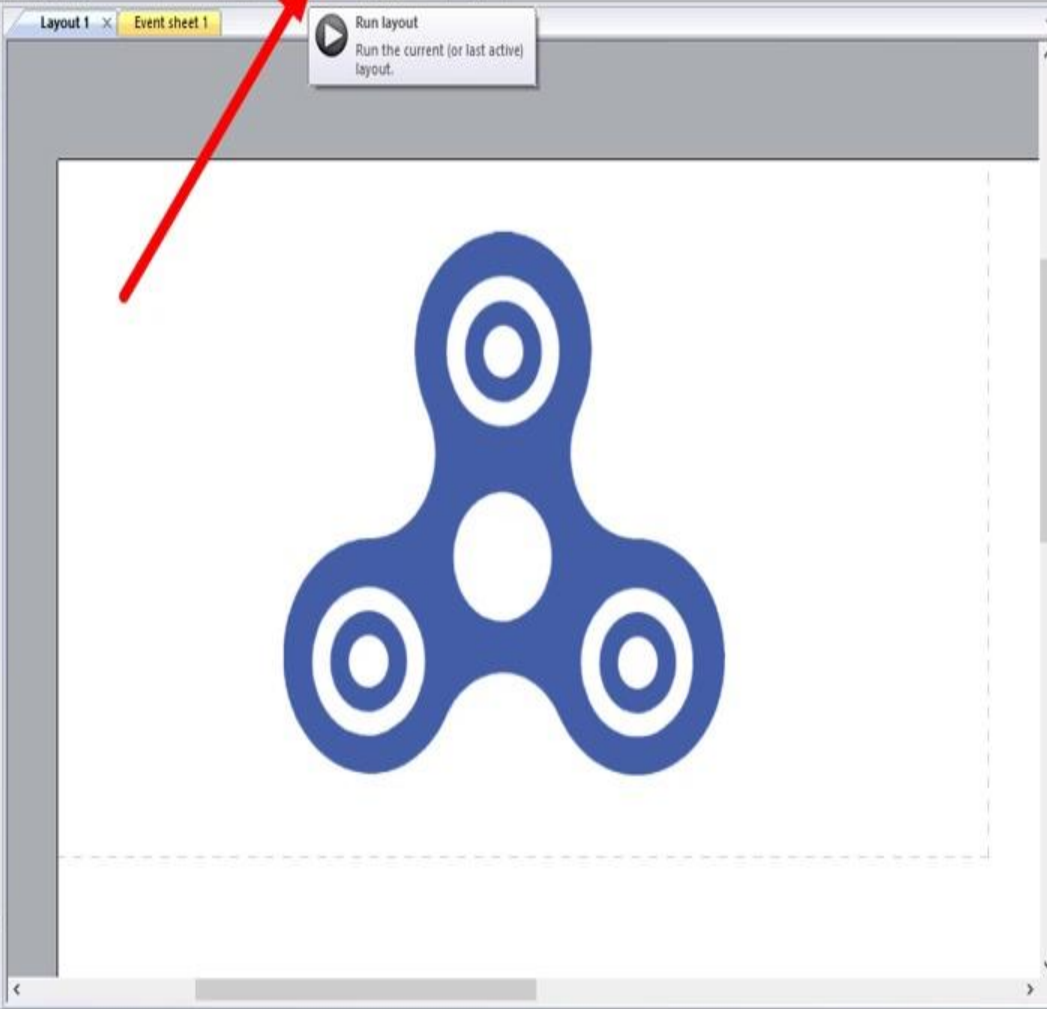 Layout 1 Event sheet 1
Run layout
Run the current (or last active)
layout.